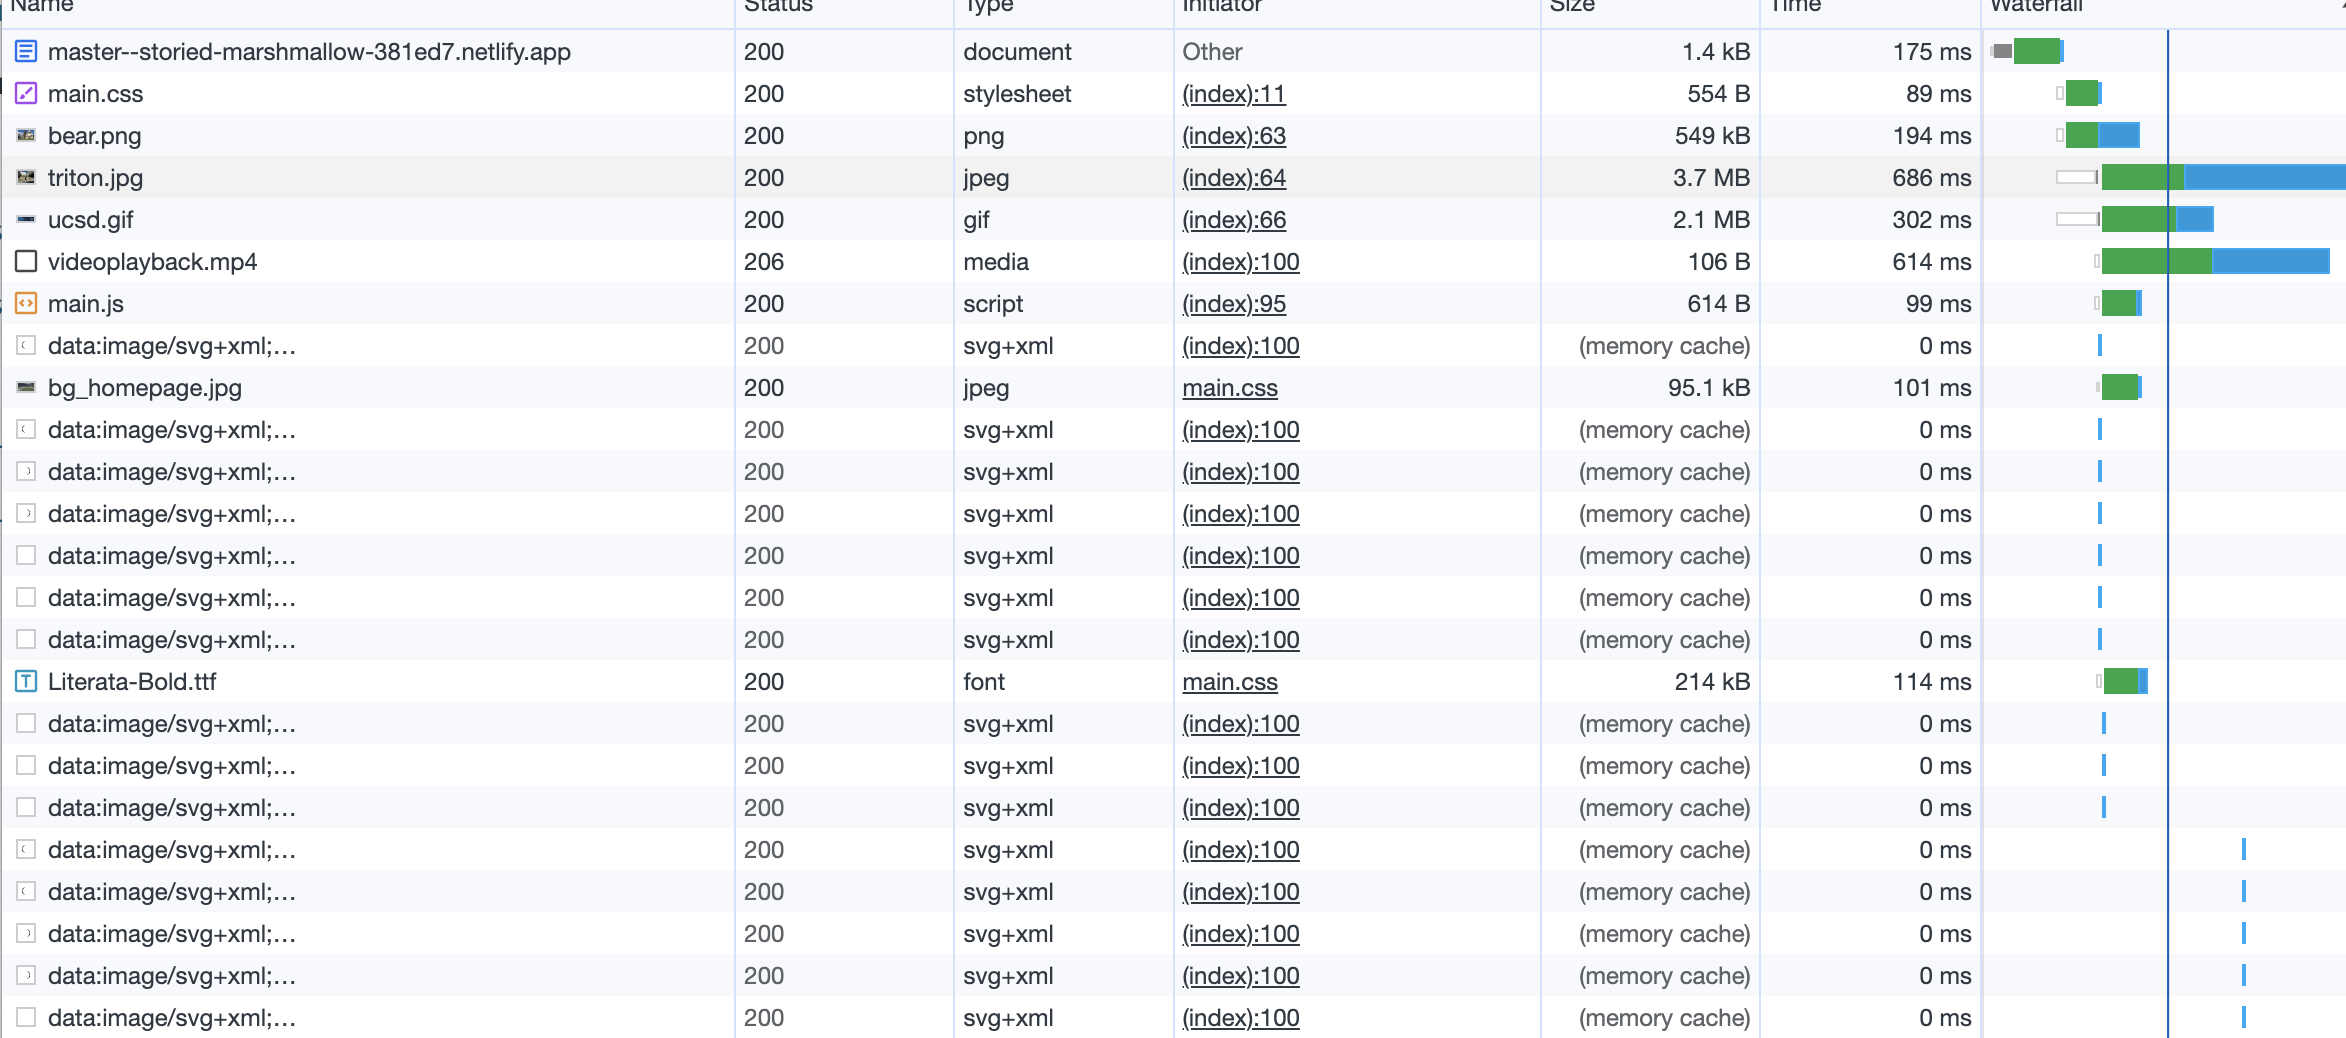 Name Status Type Initiator Size Time Waterfall
master--storied-marshmallow-381ed7.netlify.app 200 document Other 1.4 kB 175 ms
main.css 200 stylesheet (index):11 554 B 89 ms
bear.png 200 png (index):63 549 kB 194 ms
triton.jpg 200 jpeg (index):64 3.7 MB 686 ms
ucsd.gif 200 gif (index):66 2.1 MB 302 ms
videoplayback.mp4 206 media (index):100 106 B 614 ms
main.js 200 script (index):95 614 B 99 ms
data:image/svg+xml;… 200 svg+xml (index):100 (memory cache) 0 ms
bg_homepage.jpg 200 jpeg main.css 95.1 kB 101 ms
data:image/svg+xml;… 200 svg+xml (index):100 (memory cache) 0 ms
data:image/svg+xml;… 200 svg+xml (index):100 (memory cache) 0 ms
data:image/svg+xml;… 200 svg+xml (index):100 (memory cache) 0 ms
data:image/svg+xml;… 200 svg+xml (index):100 (memory cache) 0 ms
data:image/svg+xml;… 200 svg+xml (index):100 (memory cache) 0 ms
data:image/svg+xml;… 200 svg+xml (index):100 (memory cache) 0 ms
Literata-Bold.ttf 200 font main.css 214 kB 114 ms
data:image/svg+xml;… 200 svg+xml (index):100 (memory cache) 0 ms
data:image/svg+xml;… 200 svg+xml (index):100 (memory cache) 0 ms
data:image/svg+xml;… 200 svg+xml (index):100 (memory cache) 0 ms
data:image/svg+xml;… 200 svg+xml (index):100 (memory cache) 0 ms
data:image/svg+xml;… 200 svg+xml (index):100 (memory cache) 0 ms
data:image/svg+xml;… 200 svg+xml (index):100 (memory cache) 0 ms
data:image/svg+xml;… 200 svg+xml (index):100 (memory cache) 0 ms
data:image/svg+xml;… 200 svg+xml (index):100 (memory cache) 0 ms